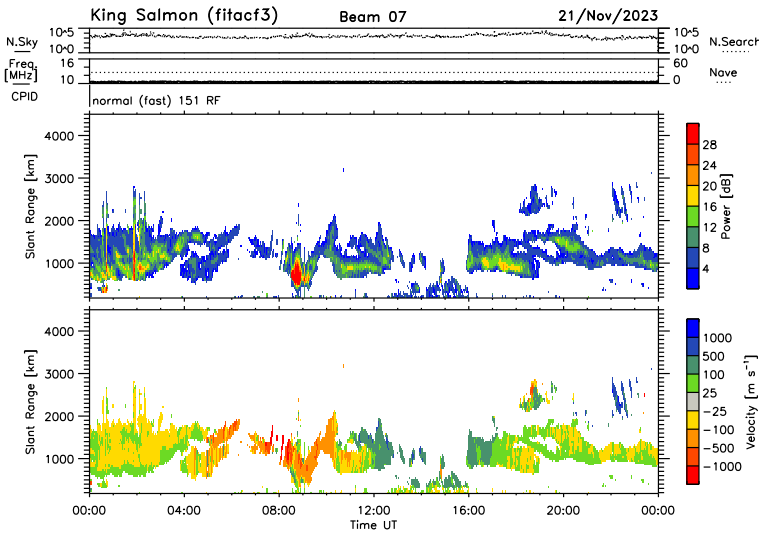 King Salmon (fitacf3) Beam 07 21/Nov/2023
10^5 10^5
N.Sky N.Search
10^0 10^0
Freq. 16 60
[MHz] Nave
10 0
CPID normal (fast) 151 RF
4000
3000
2000
1000
Slant Range [km]
28
24
20
16
12
8
4
Power [dB]
4000
3000
2000
1000
Slant Range [km]
1000
500
100
25
-25
-100
-500
-1000
Velocity [m s^-1]
00:00 04:00 08:00 12:00 16:00 20:00 00:00
Time UT